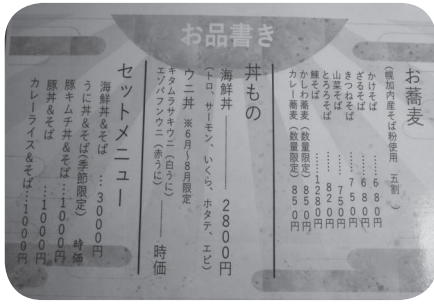 お品書き
お蕎麦
(幌加内産そば粉使用 五割)
かけそば……680円
ざるそば……680円
きつねそば……750円
山菜そば……750円
とろろそば……820円
鰊そば……1280円
かしわ蕎麦(数量限定)850円
カレー蕎麦(数量限定)850円
丼もの
海鮮丼――2800円
(トロ、サーモン、いくら、ホタテ、エビ)
ウニ丼 ※6月~8月限定
キタムラサキウニ(白うに)
エゾバフンウニ(赤うに)――時価
セットメニュー
海鮮丼&そば…3000円
うに丼&そば(季節限定) 時価
豚キムチ丼&そば…1000円
豚丼&そば……1000円
カレーライス&そば…1000円